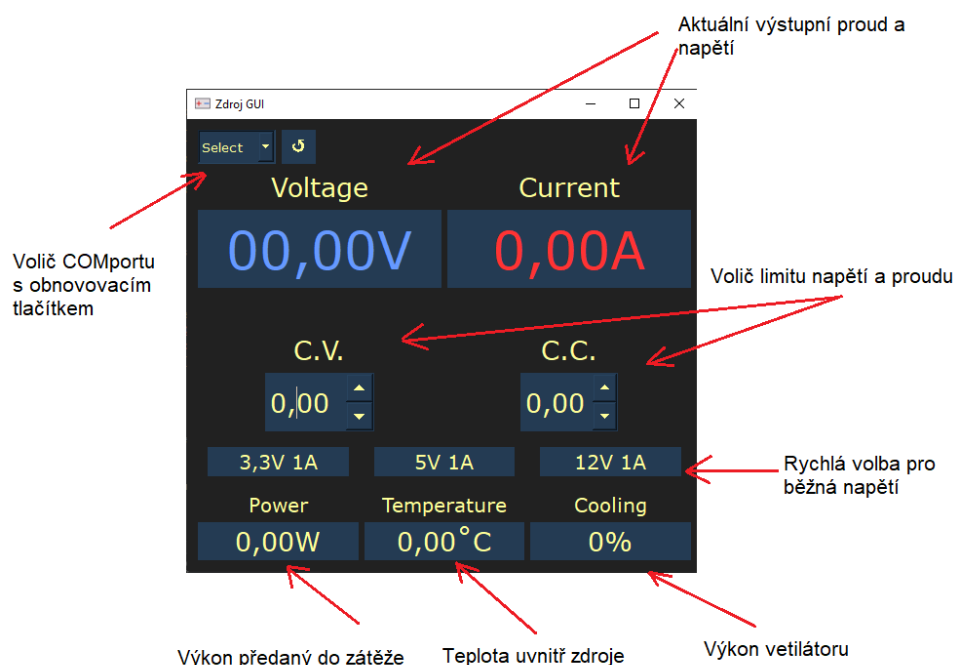 Aktuální výstupní proud a
napětí
Zdroj GUI
Select
Voltage
Current
00,00V
0,00A
Volič COMportu
s obnovovacím
tlačítkem
Volič limitu napětí a proudu
C.V.
C.C.
0,00
0,00
3,3V 1A
5V 1A
12V 1A
Rychlá volba pro
běžná napětí
Power
Temperature
Cooling
0,00W
0,00°C
0%
Výkon předaný do zátěže
Teplota uvnitř zdroje
Výkon vetilátoru